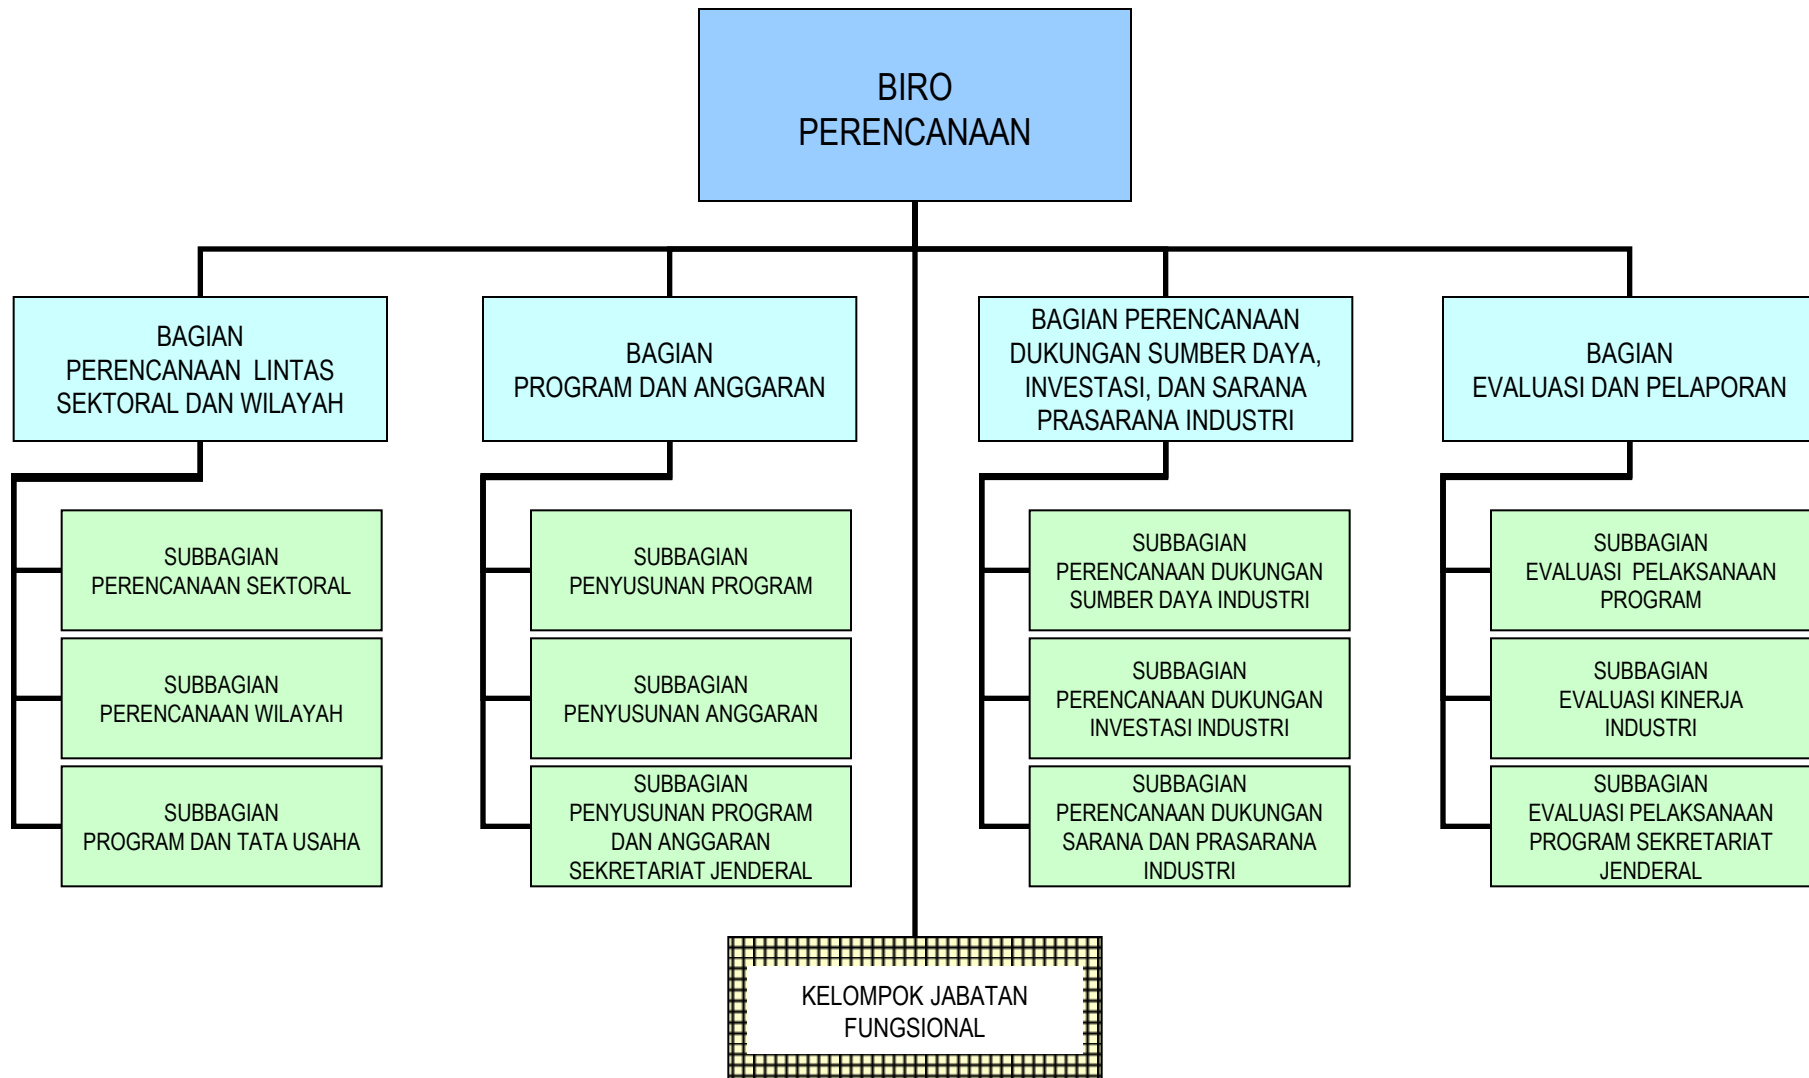 BIRO
PERENCANAAN
BAGIAN
PERENCANAAN LINTAS
SEKTORAL DAN WILAYAH
BAGIAN
PROGRAM DAN ANGGARAN
BAGIAN PERENCANAAN
DUKUNGAN SUMBER DAYA,
INVESTASI, DAN SARANA
PRASARANA INDUSTRI
BAGIAN
EVALUASI DAN PELAPORAN
SUBBAGIAN
PERENCANAAN SEKTORAL
SUBBAGIAN
PERENCANAAN WILAYAH
SUBBAGIAN
PROGRAM DAN TATA USAHA
SUBBAGIAN
PENYUSUNAN PROGRAM
SUBBAGIAN
PENYUSUNAN ANGGARAN
SUBBAGIAN
PENYUSUNAN PROGRAM
DAN ANGGARAN
SEKRETARIAT JENDERAL
SUBBAGIAN
PERENCANAAN DUKUNGAN
SUMBER DAYA INDUSTRI
SUBBAGIAN
PERENCANAAN DUKUNGAN
INVESTASI INDUSTRI
SUBBAGIAN
PERENCANAAN DUKUNGAN
SARANA DAN PRASARANA
INDUSTRI
SUBBAGIAN
EVALUASI PELAKSANAAN
PROGRAM
SUBBAGIAN
EVALUASI KINERJA
INDUSTRI
SUBBAGIAN
EVALUASI PELAKSANAAN
PROGRAM SEKRETARIAT
JENDERAL
KELOMPOK JABATAN
FUNGSIONAL